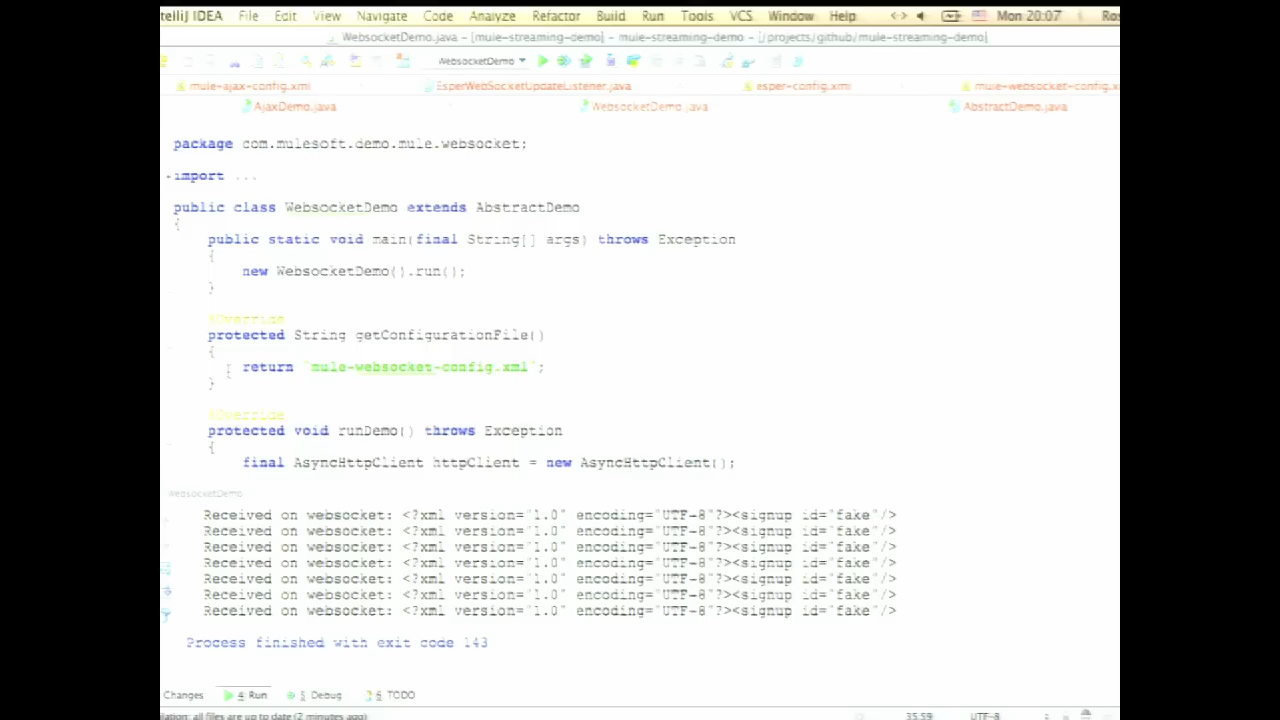 telliJ IDEA File Edit View Navigate Code Analyze Refactor Build Run Tools VCS Window Help Mon 20:07 Ros
WebsocketDemo.java - [mule-streaming-demo] - mule-streaming-demo - [/projects/github/mule-streaming-demo]
WebsocketDemo
mule-ajax-config.xml EsperWebSocketUpdateListener.java esper-config.xml mule-websocket-config.x
AjaxDemo.java WebsocketDemo.java AbstractDemo.java
package com.mulesoft.demo.mule.websocket;
import ...
public class WebsocketDemo extends AbstractDemo
{
public static void main(final String[] args) throws Exception
{
new WebsocketDemo().run();
}
@Override
protected String getConfigurationFile()
{
return "mule-websocket-config.xml";
}
@Override
protected void runDemo() throws Exception
{
final AsyncHttpClient httpClient = new AsyncHttpClient();
WebsocketDemo
Received on websocket: <?xml version="1.0" encoding="UTF-8"?><signup id="fake"/>
Received on websocket: <?xml version="1.0" encoding="UTF-8"?><signup id="fake"/>
Received on websocket: <?xml version="1.0" encoding="UTF-8"?><signup id="fake"/>
Received on websocket: <?xml version="1.0" encoding="UTF-8"?><signup id="fake"/>
Received on websocket: <?xml version="1.0" encoding="UTF-8"?><signup id="fake"/>
Received on websocket: <?xml version="1.0" encoding="UTF-8"?><signup id="fake"/>
Received on websocket: <?xml version="1.0" encoding="UTF-8"?><signup id="fake"/>
Process finished with exit code 143
Changes 4: Run 5: Debug 6: TODO
lation: all files are up to date (2 minutes ago) 35:59 UTF-8